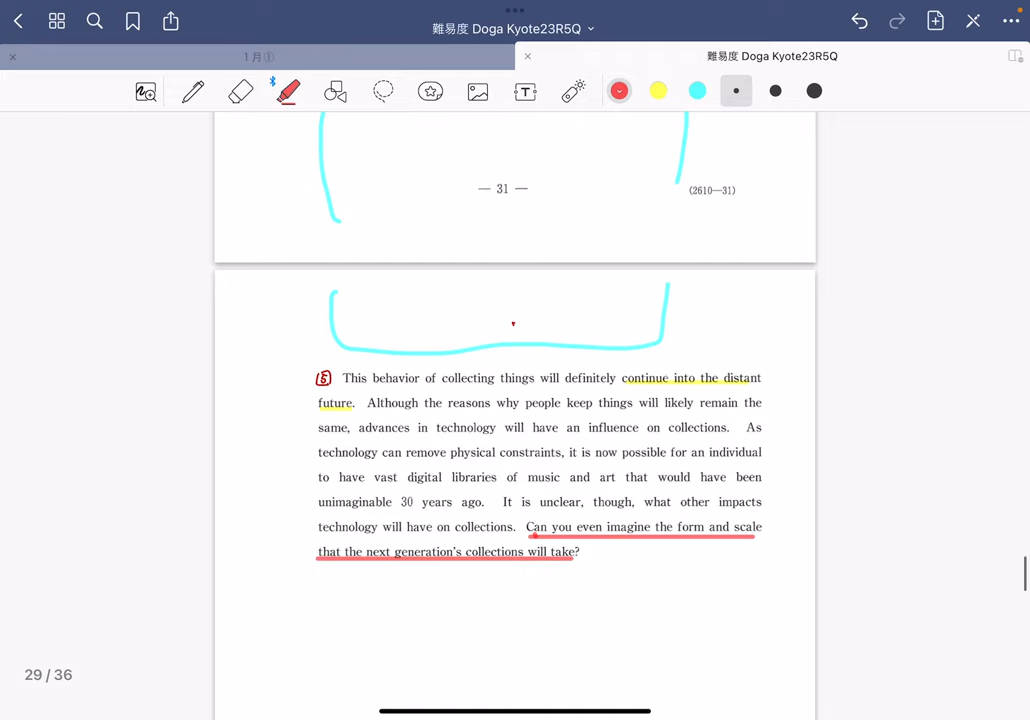 難易度 Doga Kyote23R5Q
1月①
難易度 Doga Kyote23R5Q
— 31 —
(2610—31)
5 This behavior of collecting things will definitely continue into the distant
future. Although the reasons why people keep things will likely remain the
same, advances in technology will have an influence on collections. As
technology can remove physical constraints, it is now possible for an individual
to have vast digital libraries of music and art that would have been
unimaginable 30 years ago. It is unclear, though, what other impacts
technology will have on collections. Can you even imagine the form and scale
that the next generation's collections will take?
29 / 36